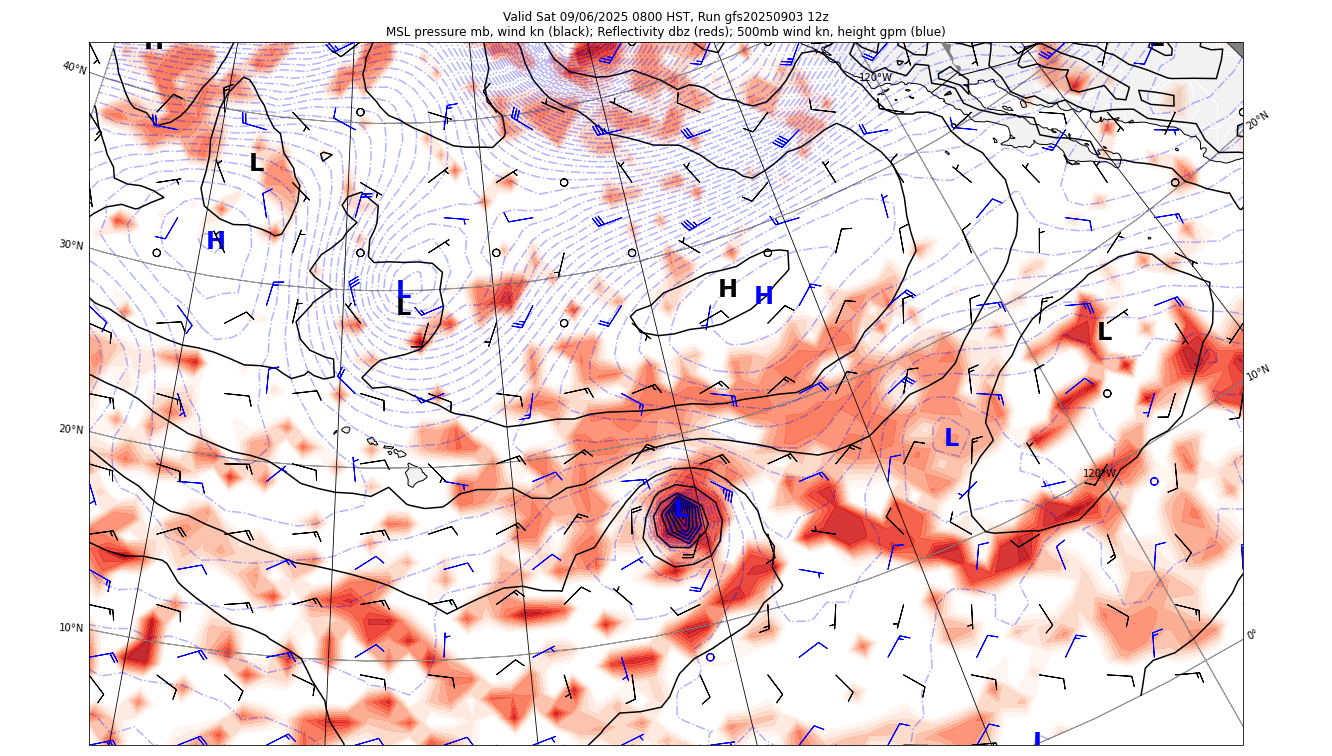 Valid Sat 09/06/2025 0800 HST, Run gfs20250903 12z
MSL pressure mb, wind kn (black); Reflectivity dbz (reds); 500mb wind kn, height gpm (blue)
H
L
40°N
120°W
20°N
L
H
30°N
L
L
H
H
L
10°N
20°N
L
120°W
L
10°N
0°
L